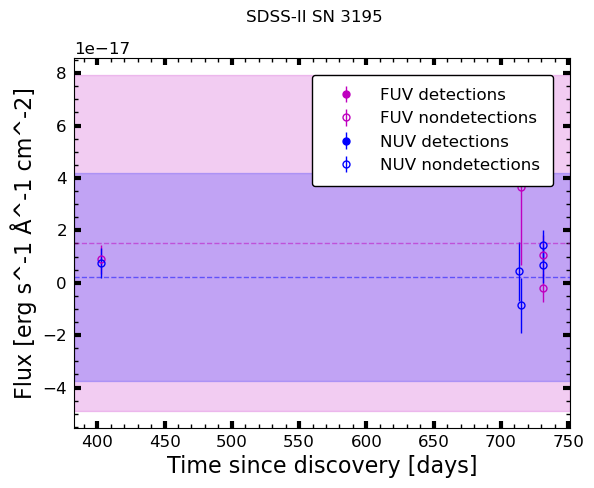 SDSS-II SN 3195
1e−17
FUV detections
FUV nondetections
NUV detections
NUV nondetections
8
6
4
2
0
−2
−4
Flux [erg s^-1 Å^-1 cm^-2]
400 450 500 550 600 650 700 750
Time since discovery [days]